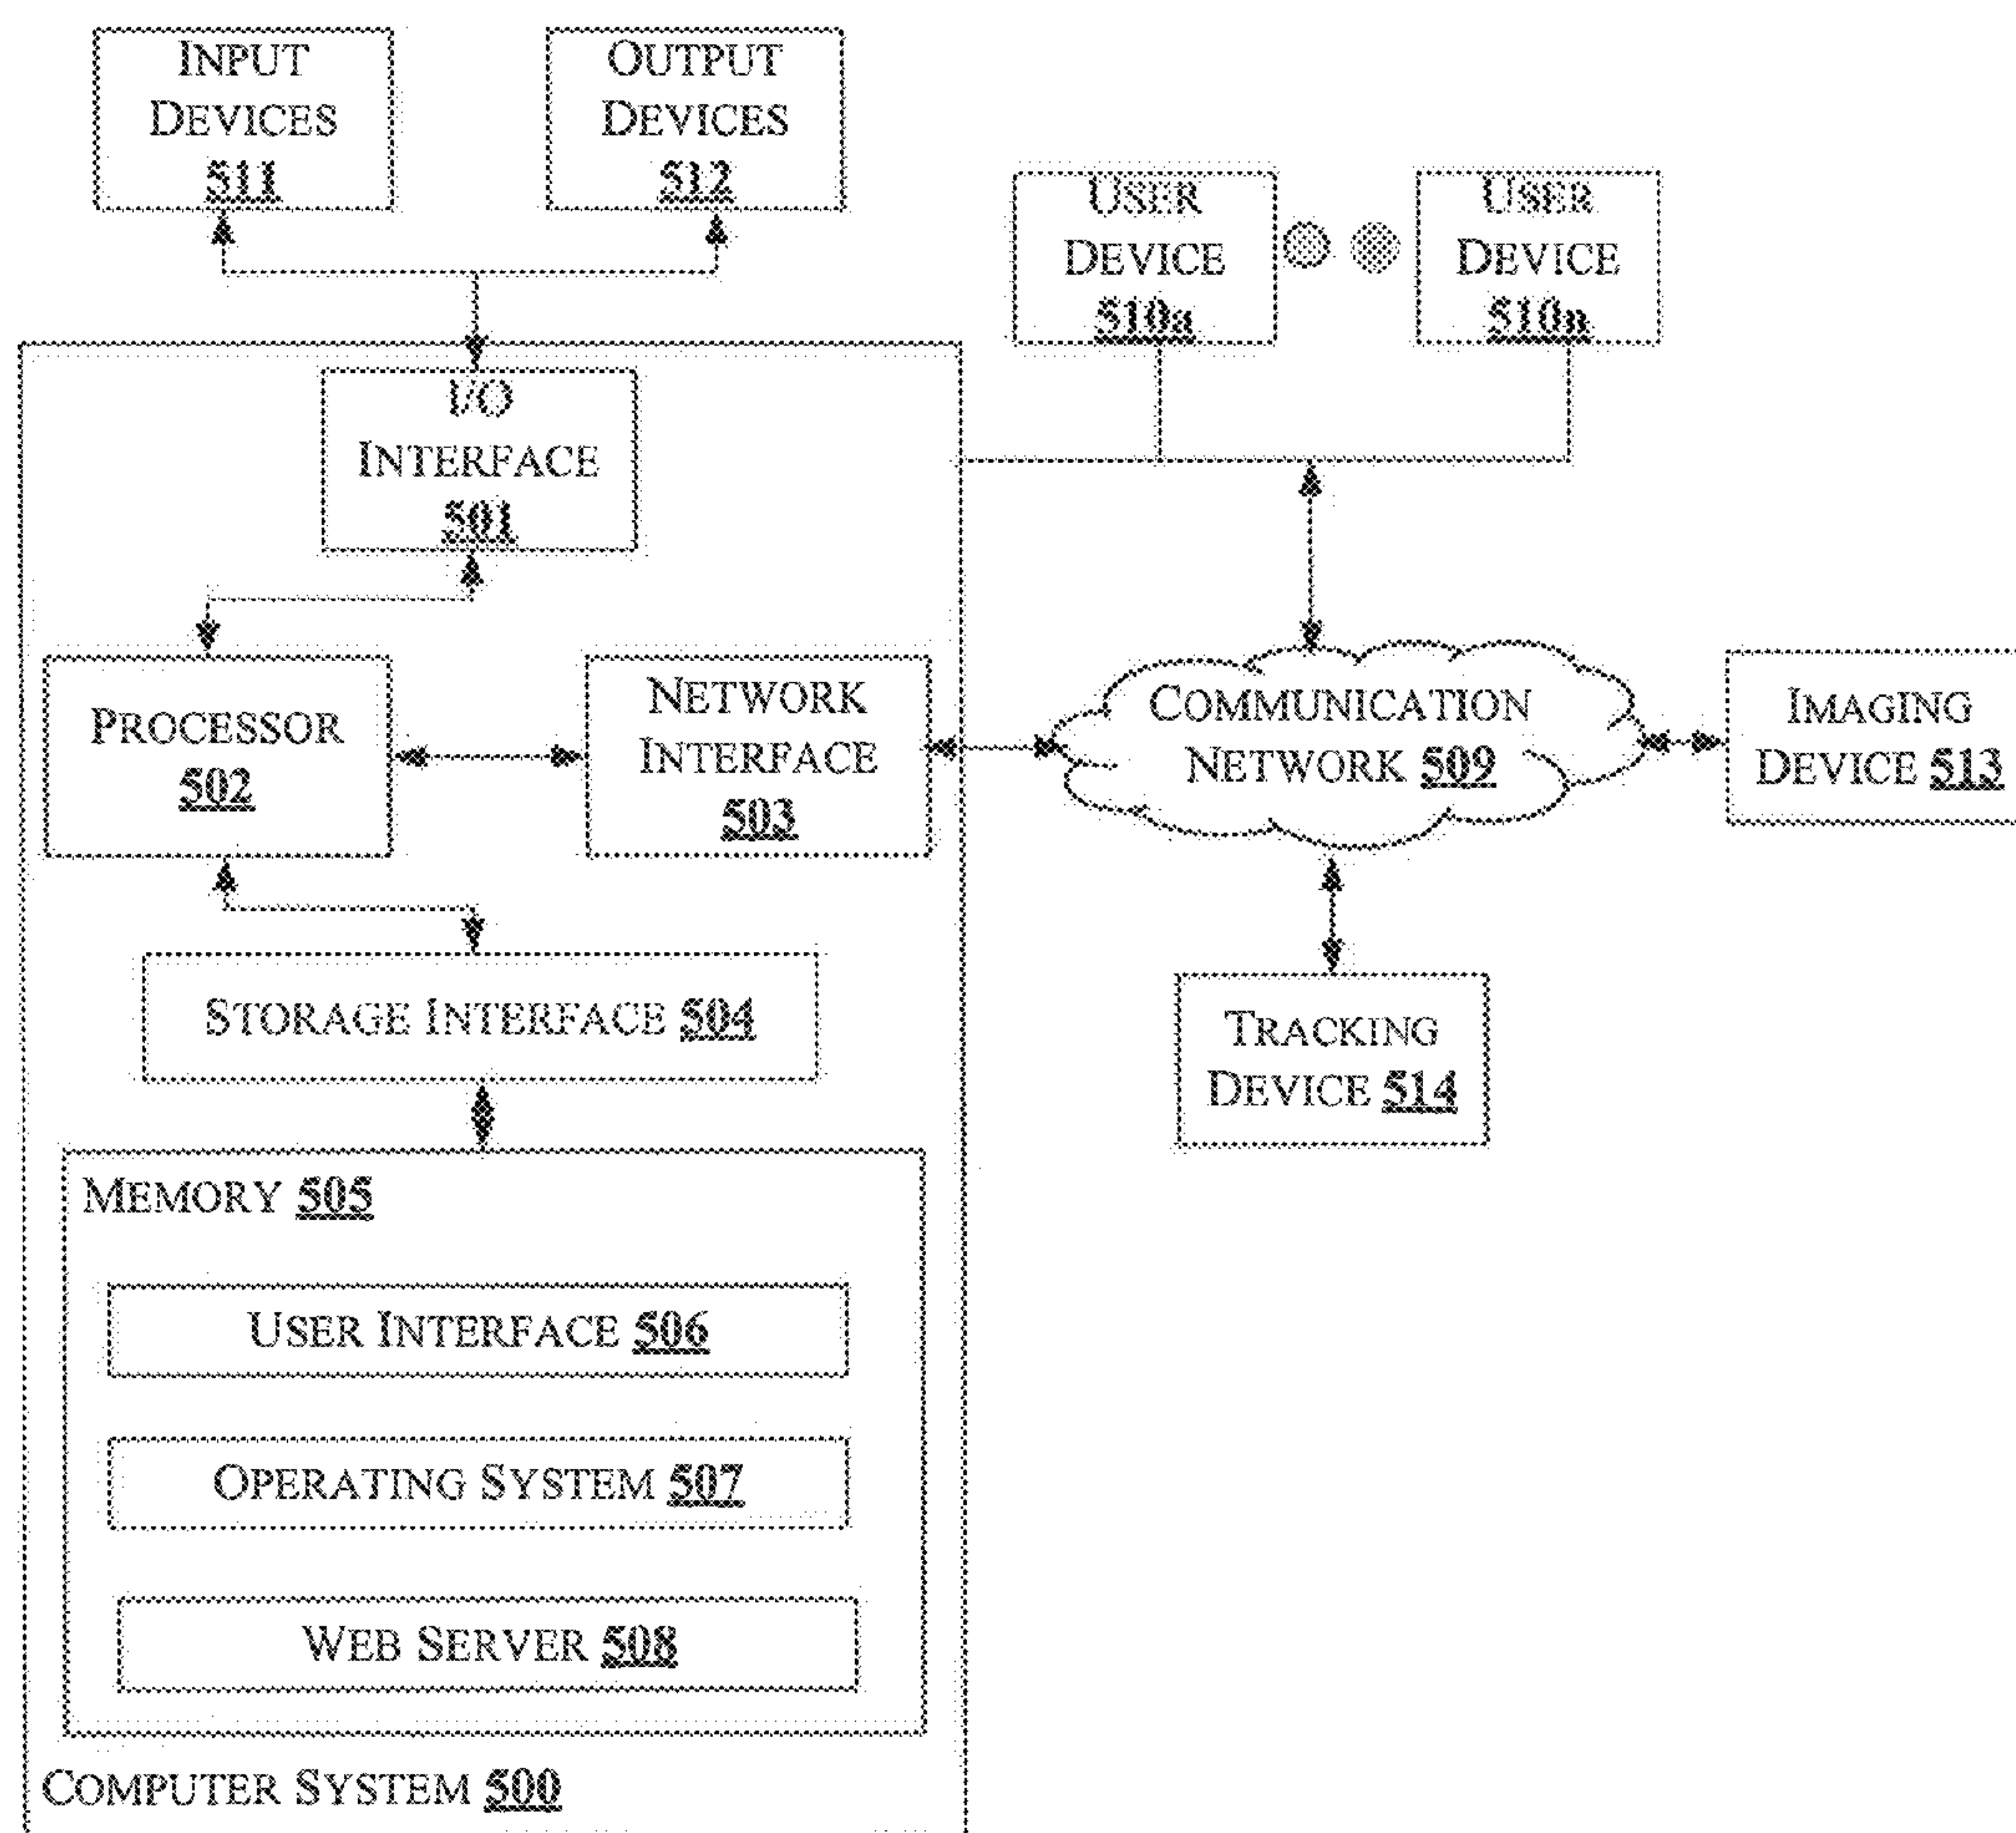 INPUT
DEVICES
511
OUTPUT
DEVICES
512
USER
DEVICE
510a
USER
DEVICE
510n
I/O
INTERFACE
501
PROCESSOR
502
NETWORK
INTERFACE
503
COMMUNICATION
NETWORK 509
IMAGING
DEVICE 513
STORAGE INTERFACE 504
TRACKING
DEVICE 514
MEMORY 505
USER INTERFACE 506
OPERATING SYSTEM 507
WEB SERVER 508
COMPUTER SYSTEM 500